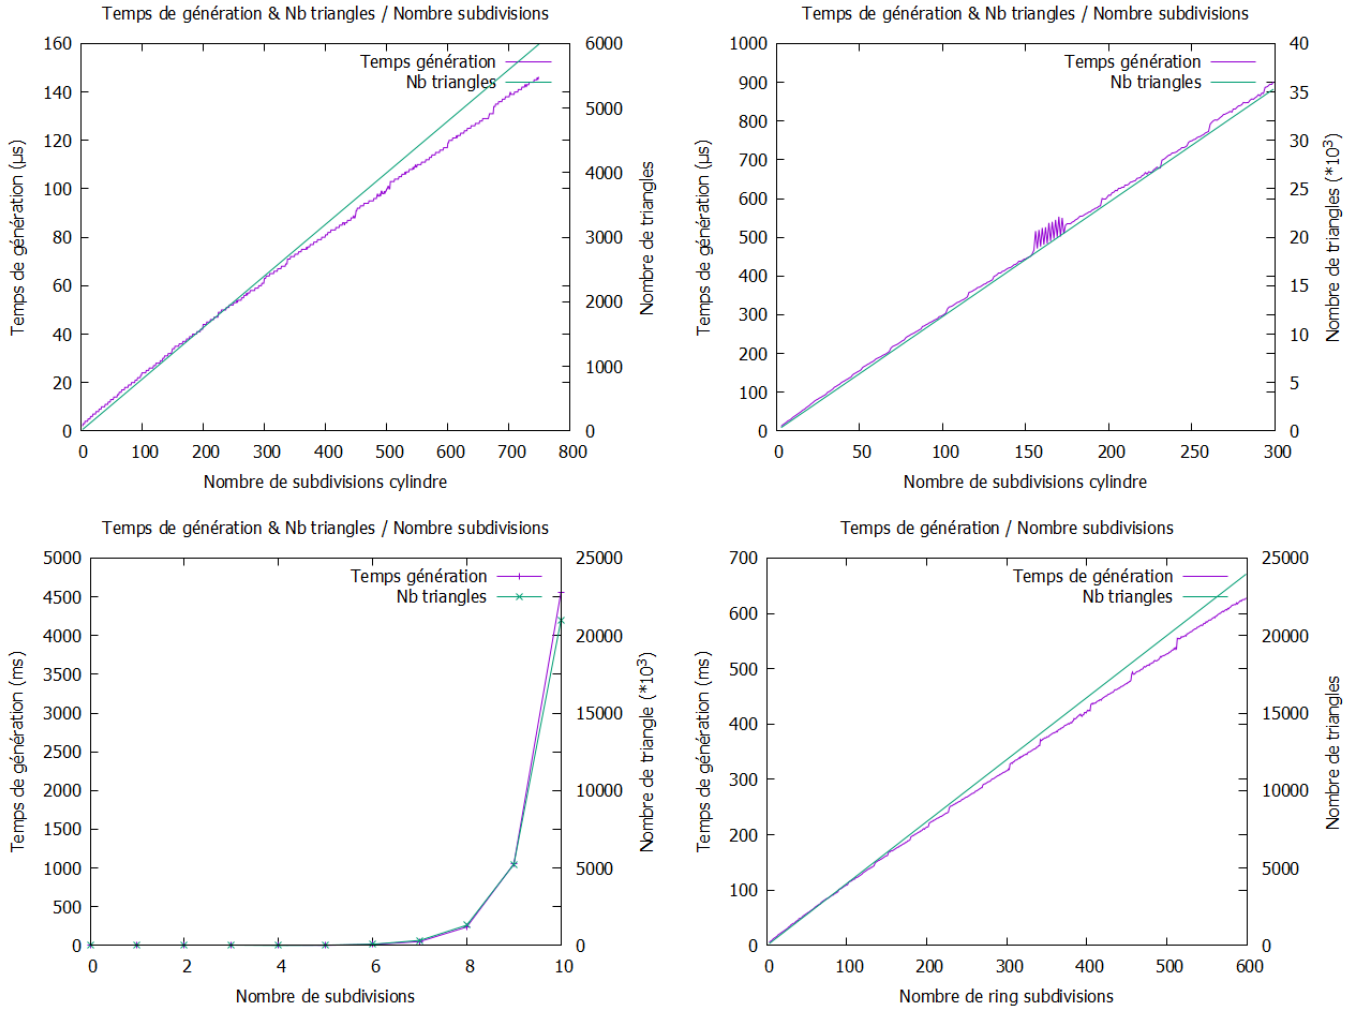 Temps de génération & Nb triangles / Nombre subdivisions
160
140
120
100
80
60
40
20
0
6000
5000
4000
3000
2000
1000
0
Temps génération
Nb triangles
Temps de génération (µs)
Nombre de triangles
0 100 200 300 400 500 600 700 800
Nombre de subdivisions cylindre
Temps de génération & Nb triangles / Nombre subdivisions
1000
900
800
700
600
500
400
300
200
100
0
40
35
30
25
20
15
10
5
0
Temps génération
Nb triangles
Temps de génération (µs)
Nombre de triangles (*10³)
0 50 100 150 200 250 300
Nombre de subdivisions cylindre
Temps de génération & Nb triangles / Nombre subdivisions
5000
4500
4000
3500
3000
2500
2000
1500
1000
500
0
25000
20000
15000
10000
5000
0
Temps génération
Nb triangles
Temps de génération (ms)
Nombre de triangle (*10³)
0 2 4 6 8 10
Nombre de subdivisions
Temps de génération / Nombre subdivisions
700
600
500
400
300
200
100
0
25000
20000
15000
10000
5000
0
Temps de génération
Nb triangles
Temps de génération (ms)
Nombre de triangles
0 100 200 300 400 500 600
Nombre de ring subdivisions